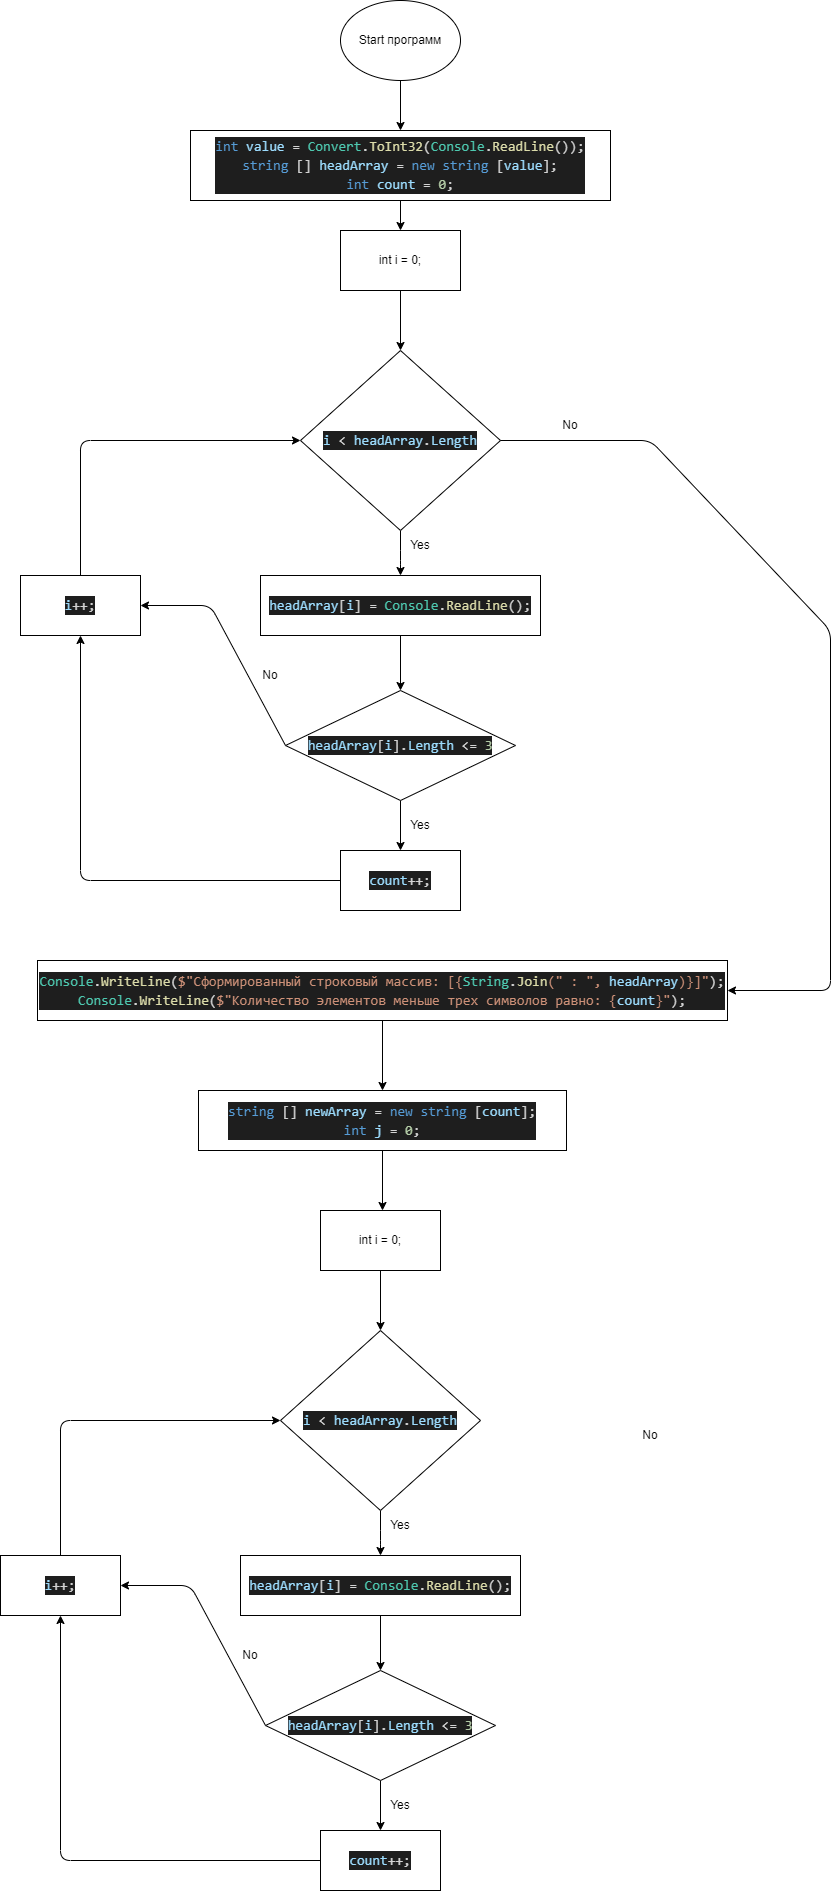 Start программ
int value = Convert.ToInt32(Console.ReadLine());
string [] headArray = new string [value];
int count = 0;
int i = 0;
i < headArray.Length
No
Yes
i++;
headArray[i] = Console.ReadLine();
No
headArray[i].Length <= 3
Yes
count++;
Console.WriteLine($"Сформированный строковый массив: [{String.Join(" : ", headArray)}]");
Console.WriteLine($"Количество элементов меньше трех символов равно: {count}");
string [] newArray = new string [count];
int j = 0;
int i = 0;
i < headArray.Length
No
Yes
i++;
headArray[i] = Console.ReadLine();
No
headArray[i].Length <= 3
Yes
count++;